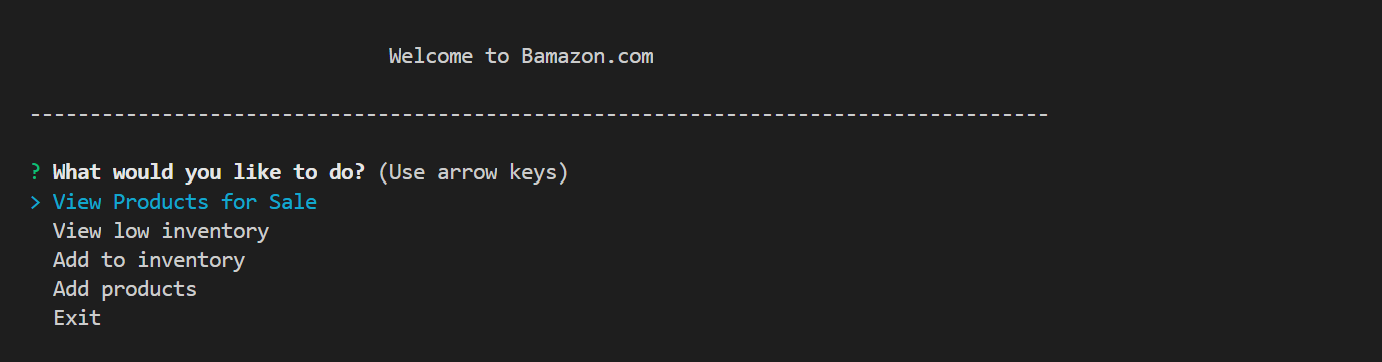 Welcome to Bamazon.com
-------------------------------------------------------------------------------------
? What would you like to do? (Use arrow keys)
> View Products for Sale
View low inventory
Add to inventory
Add products
Exit